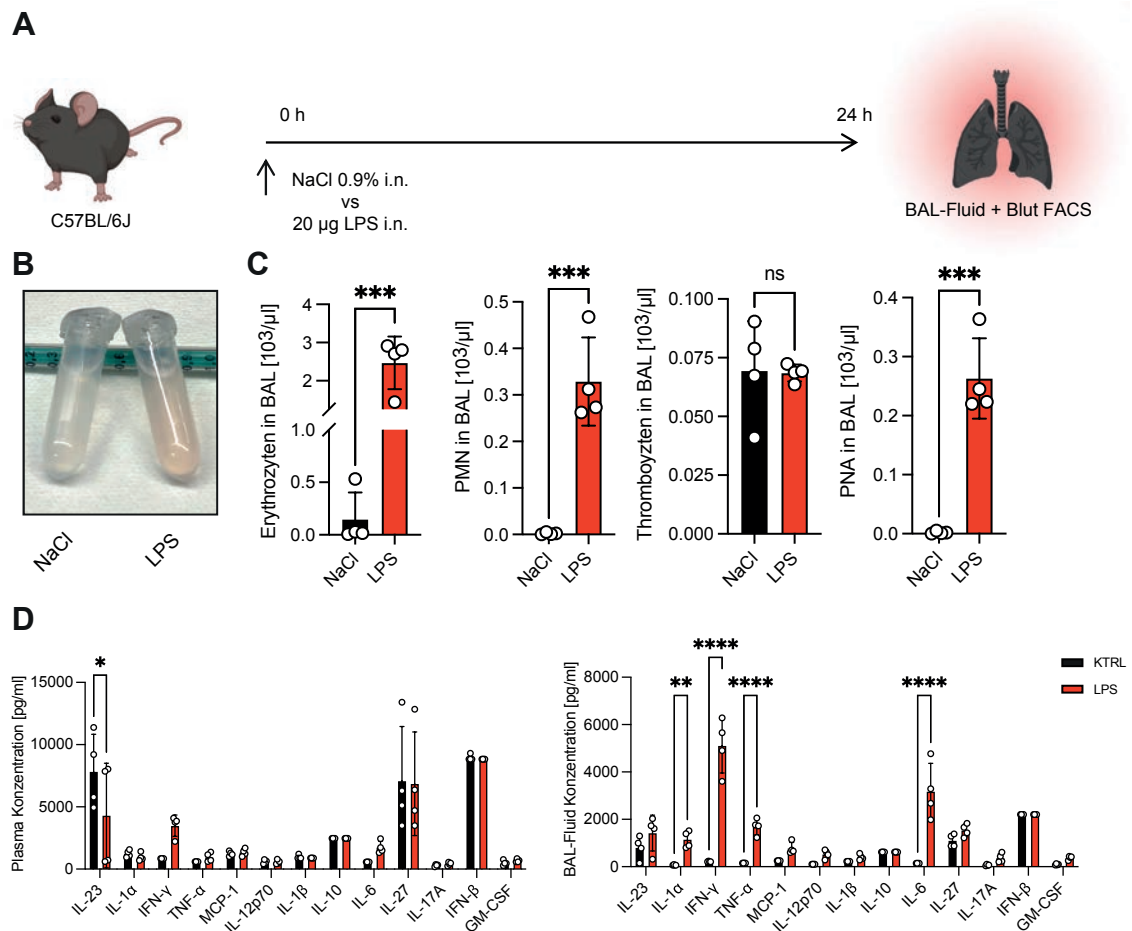 A
0 h
24 h
NaCl 0.9% i.n.
vs
20 µg LPS i.n.
C57BL/6J
BAL-Fluid + Blut FACS
B
NaCl
LPS
C
Erythrozyten in BAL [10³/µl]
4
3
2
1.0
0.5
0.0
***
NaCl
LPS
PMN in BAL [10³/µl]
0.5
0.4
0.3
0.2
0.1
0.0
***
NaCl
LPS
Thromboyzten in BAL [10³/µl]
0.100
0.075
0.050
0.025
0.000
ns
NaCl
LPS
PNA in BAL [10³/µl]
0.4
0.3
0.2
0.1
0.0
***
NaCl
LPS
D
Plasma Konzentration [pg/ml]
15000
10000
5000
0
*
IL-23
IL-1α
IFN-γ
TNF-α
MCP-1
IL-12p70
IL-1β
IL-10
IL-6
IL-27
IL-17A
IFN-β
GM-CSF
BAL-Fluid Konzentration [pg/ml]
8000
6000
4000
2000
0
**
****
****
****
IL-23
IL-1α
IFN-γ
TNF-α
MCP-1
IL-12p70
IL-1β
IL-10
IL-6
IL-27
IL-17A
IFN-β
GM-CSF
KTRL
LPS